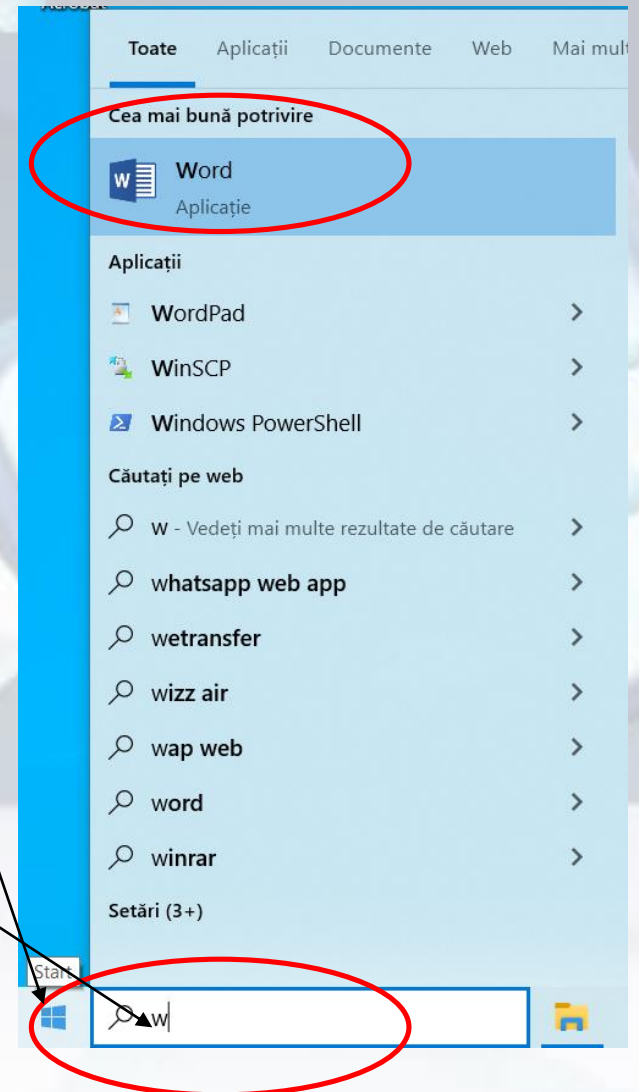 Acrobat
Toate Aplicații Documente Web Mai mult
Cea mai bună potrivire
Word
Aplicație
Aplicații
WordPad
WinSCP
Windows PowerShell
Căutați pe web
w - Vedeți mai multe rezultate de căutare
whatsapp web app
wetransfer
wizz air
wap web
word
winrar
Setări (3+)
Start
w